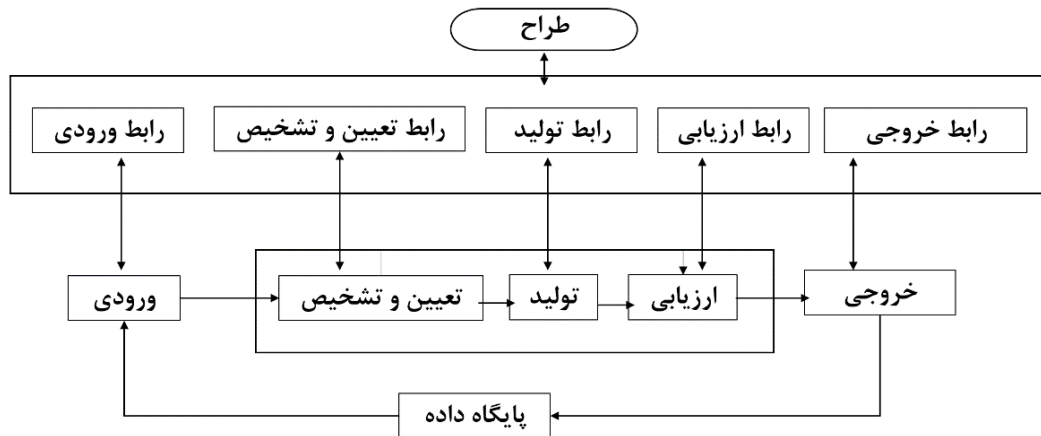 طراح
رابط خروجی
رابط ارزیابی
رابط تولید
رابط تعیین و تشخیص
رابط ورودی
خروجی
ارزیابی
تولید
تعیین و تشخیص
ورودی
پایگاه داده